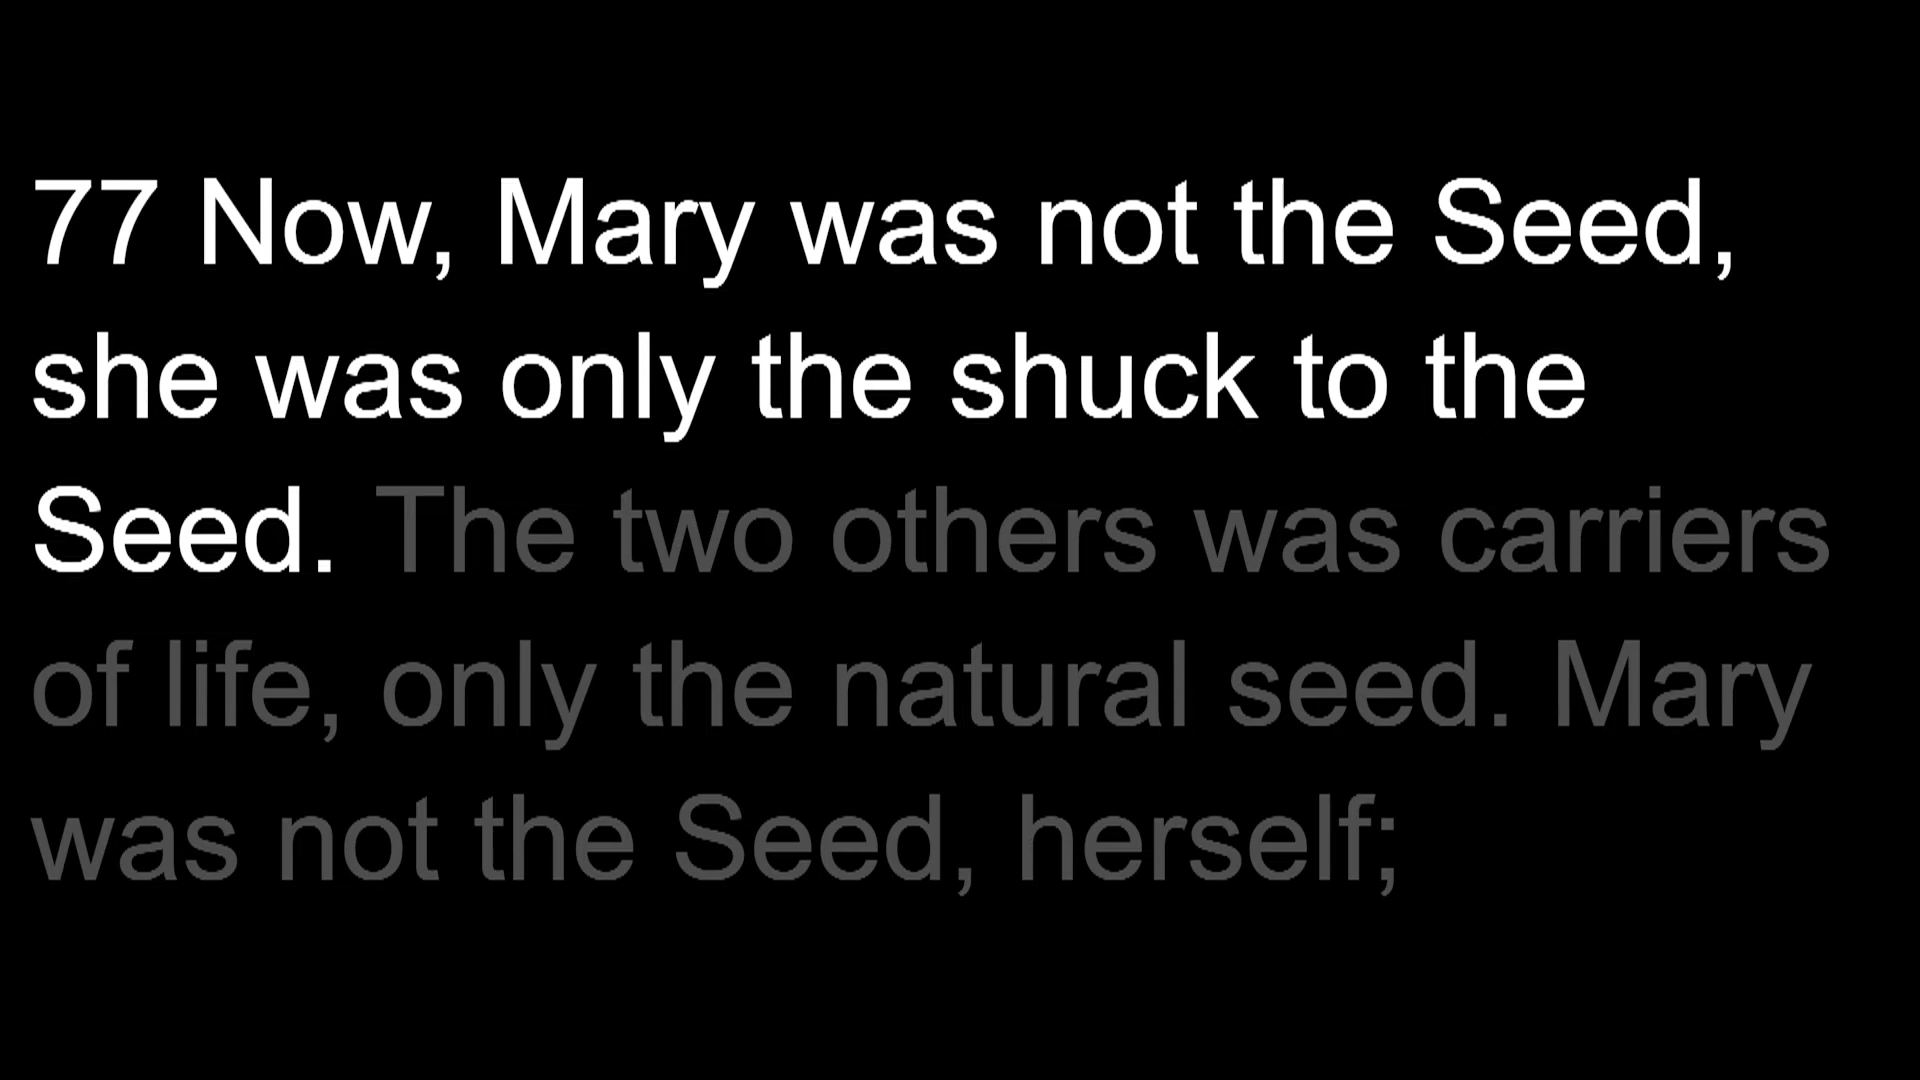 77 Now, Mary was not the Seed,
she was only the shuck to the
Seed. The two others was carriers
of life, only the natural seed. Mary
was not the Seed, herself;